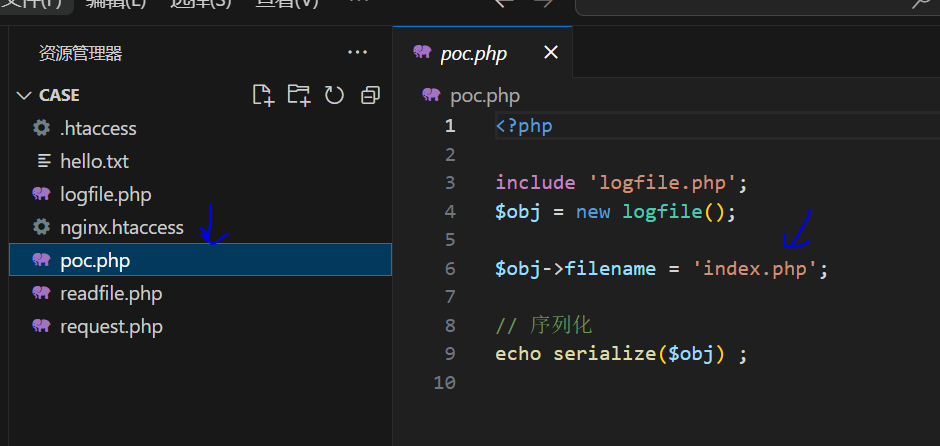 文件(F) 编辑(E) 选择(S) 查看(V) ···
资源管理器 ···
CASE
.htaccess
hello.txt
logfile.php
nginx.htaccess
poc.php
readfile.php
request.php
poc.php
poc.php
1 <?php
2
3 include 'logfile.php';
4 $obj = new logfile();
5
6 $obj->filename = 'index.php';
7
8 // 序列化
9 echo serialize($obj) ;
10